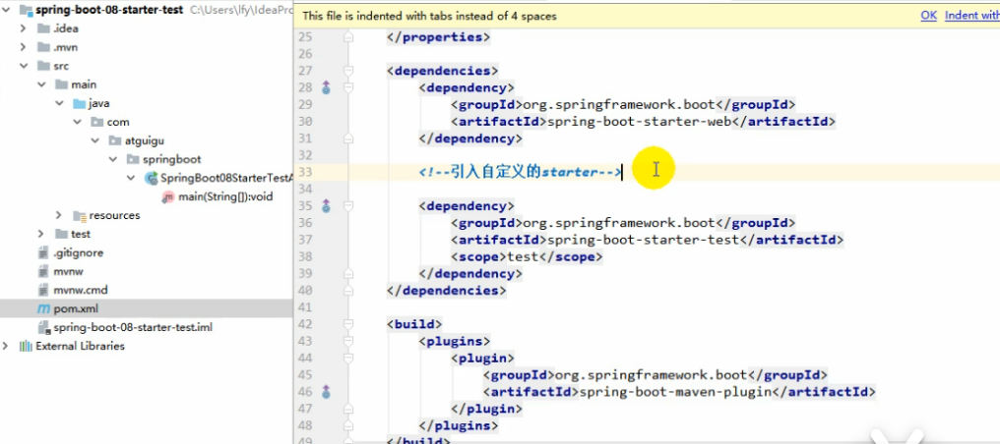 spring-boot-08-starter-test C:\Users\lfy\IdeaPro
.idea
.mvn
src
main
java
com
atguigu
springboot
SpringBoot08StarterTestA
main(String[]):void
resources
test
.gitignore
mvnw
mvnw.cmd
pom.xml
spring-boot-08-starter-test.iml
External Libraries
This file is indented with tabs instead of 4 spaces
OK Indent with
25 </properties>
26
27 <dependencies>
28 <dependency>
29 <groupId>org.springframework.boot</groupId>
30 <artifactId>spring-boot-starter-web</artifactId>
31 </dependency>
32
33 <!--引入自定义的starter-->
34
35 <dependency>
36 <groupId>org.springframework.boot</groupId>
37 <artifactId>spring-boot-starter-test</artifactId>
38 <scope>test</scope>
39 </dependency>
40 </dependencies>
41
42 <build>
43 <plugins>
44 <plugin>
45 <groupId>org.springframework.boot</groupId>
46 <artifactId>spring-boot-maven-plugin</artifactId>
47 </plugin>
48 </plugins>
49 </build>